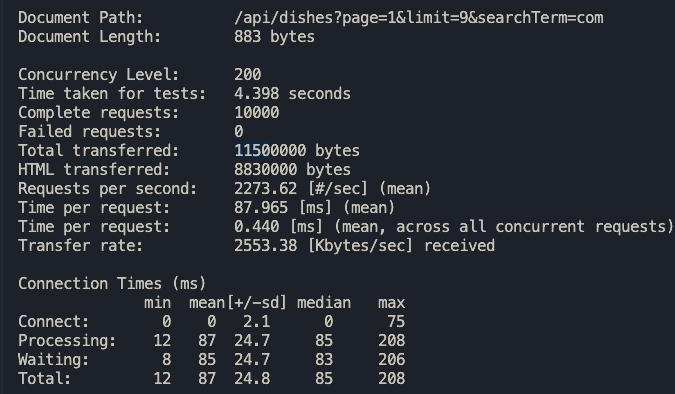 Document Path:          /api/dishes?page=1&limit=9&searchTerm=com
Document Length:        883 bytes

Concurrency Level:      200
Time taken for tests:   4.398 seconds
Complete requests:      10000
Failed requests:        0
Total transferred:      11500000 bytes
HTML transferred:       8830000 bytes
Requests per second:    2273.62 [#/sec] (mean)
Time per request:       87.965 [ms] (mean)
Time per request:       0.440 [ms] (mean, across all concurrent requests)
Transfer rate:          2553.38 [Kbytes/sec] received

Connection Times (ms)
              min  mean[+/-sd] median   max
Connect:        0    0   2.1      0      75
Processing:    12   87  24.7     85     208
Waiting:        8   85  24.7     83     206
Total:         12   87  24.8     85     208